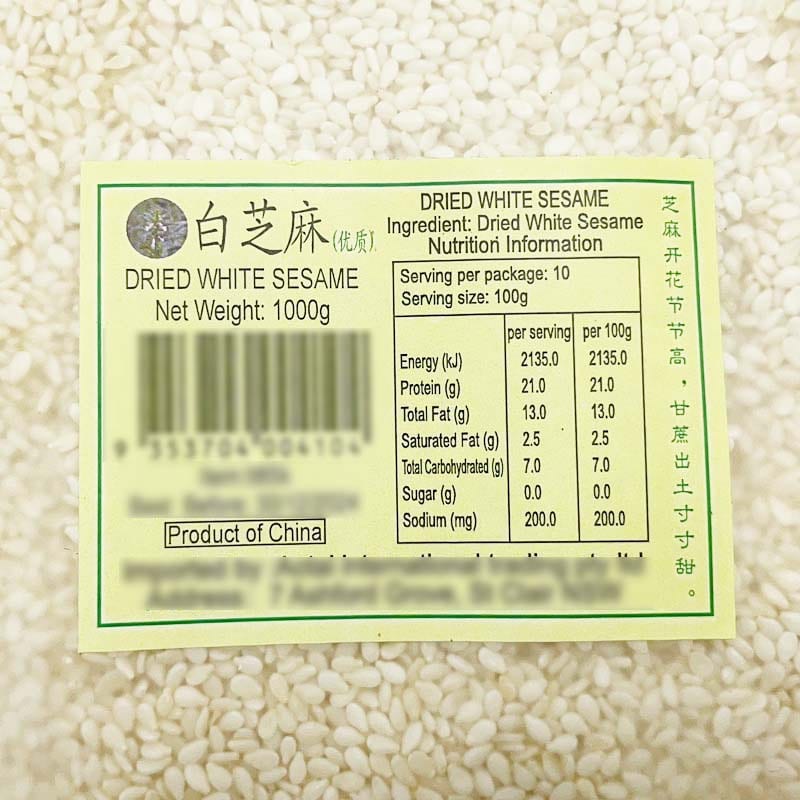 白芝麻(优质)
DRIED WHITE SESAME
Net Weight: 1000g
9 353704 004104
Product of China
DRIED WHITE SESAME
Ingredient: Dried White Sesame
Nutrition Information
Serving per package: 10
Serving size: 100g
per serving per 100g
Energy (kJ) 2135.0 2135.0
Protein (g) 21.0 21.0
Total Fat (g) 13.0 13.0
Saturated Fat (g) 2.5 2.5
Total Carbohydrated (g) 7.0 7.0
Sugar (g) 0.0 0.0
Sodium (mg) 200.0 200.0
芝麻开花节节高，甘蔗出土寸寸甜。